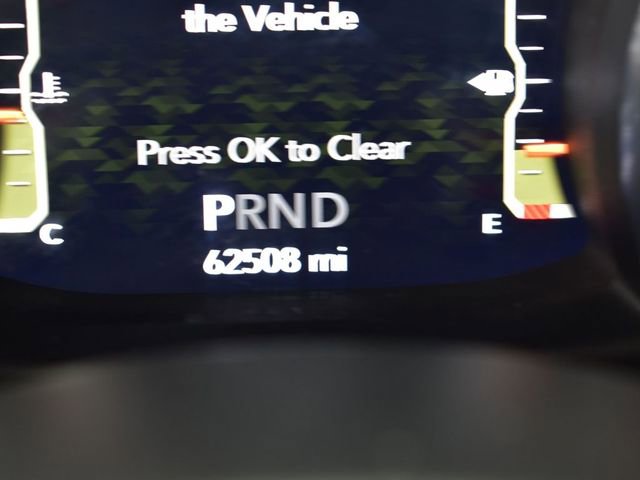 the Vehicle
Press OK to Clear
PRND
C
E
62508 mi